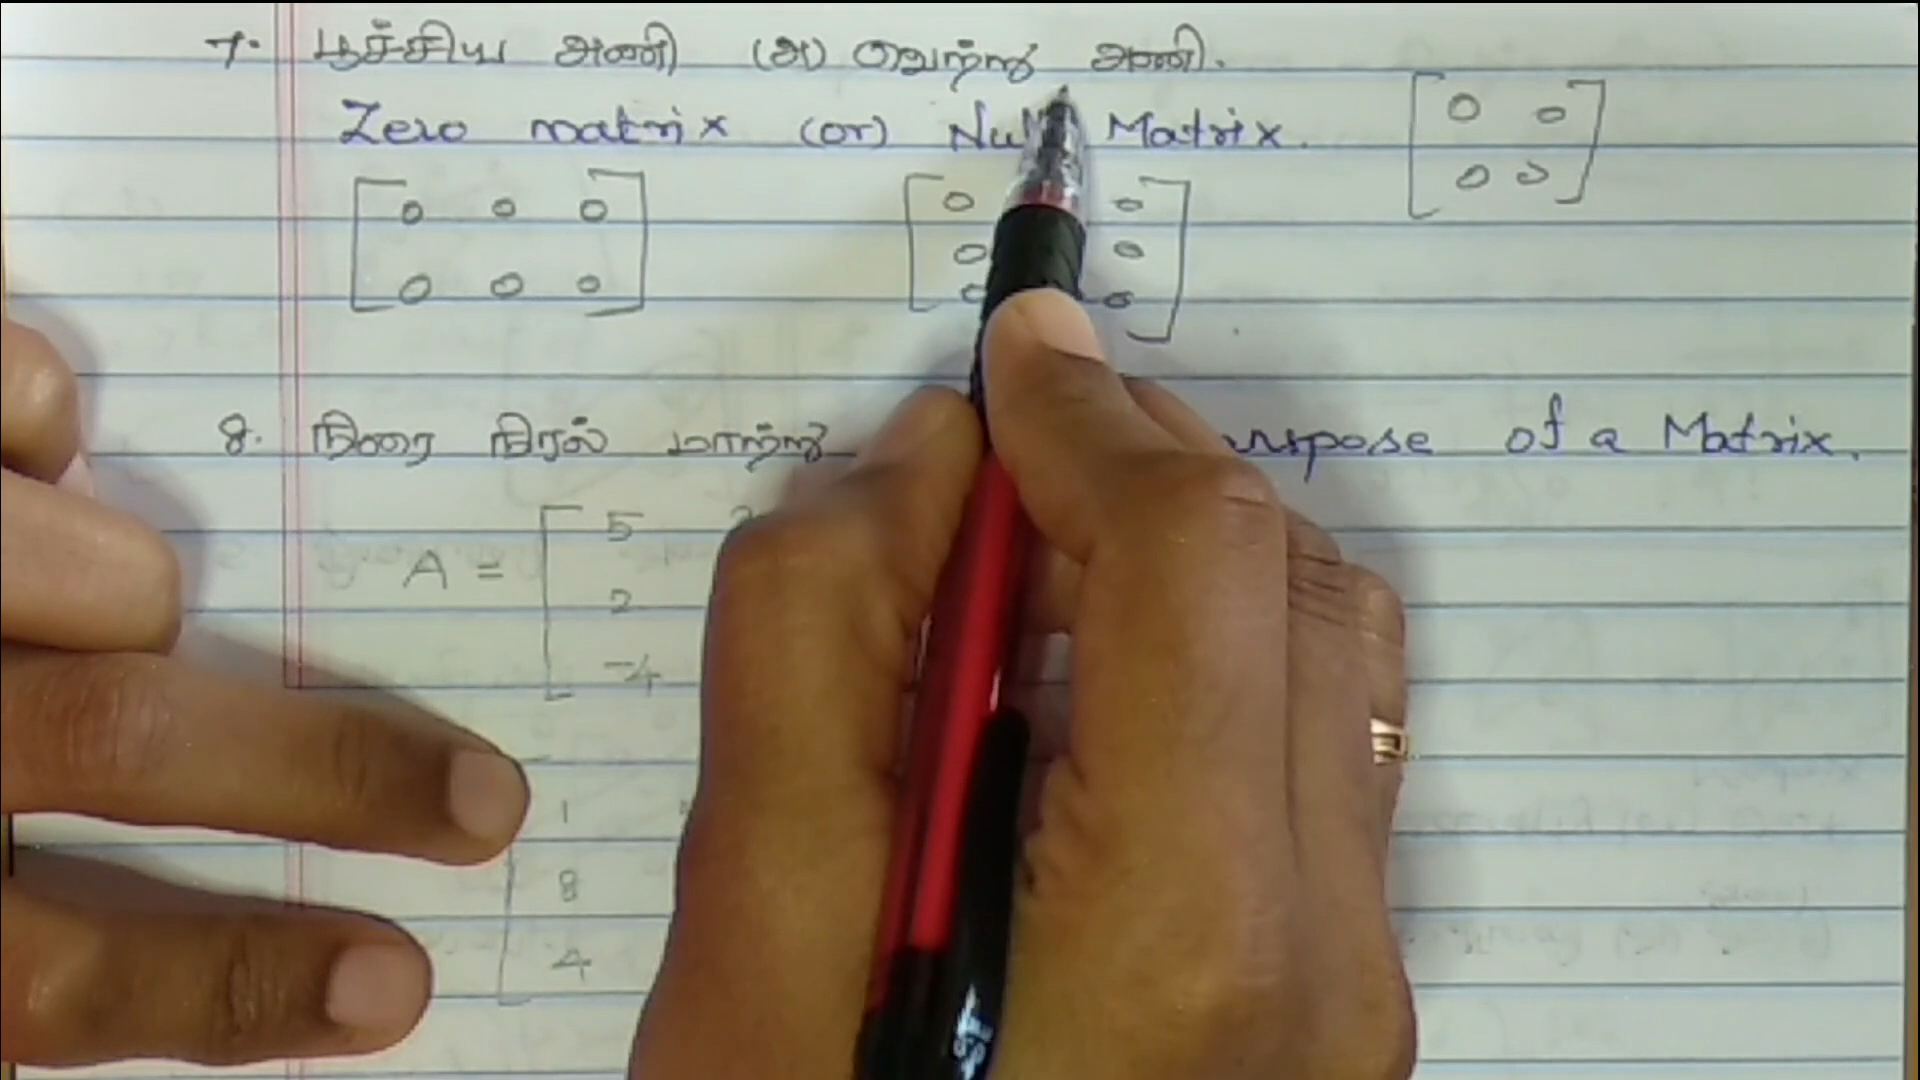 7. பூச்சிய அணி (அ) வெற்று அணி.
Zero matrix (or) Null Matrix.
0 0
0 0
0 0 0
0 0 0
0 0
0 0
0 0
8. நிரை நிரல் மாற்று of a Matrix.
A = 5
2
-4
1
8
4